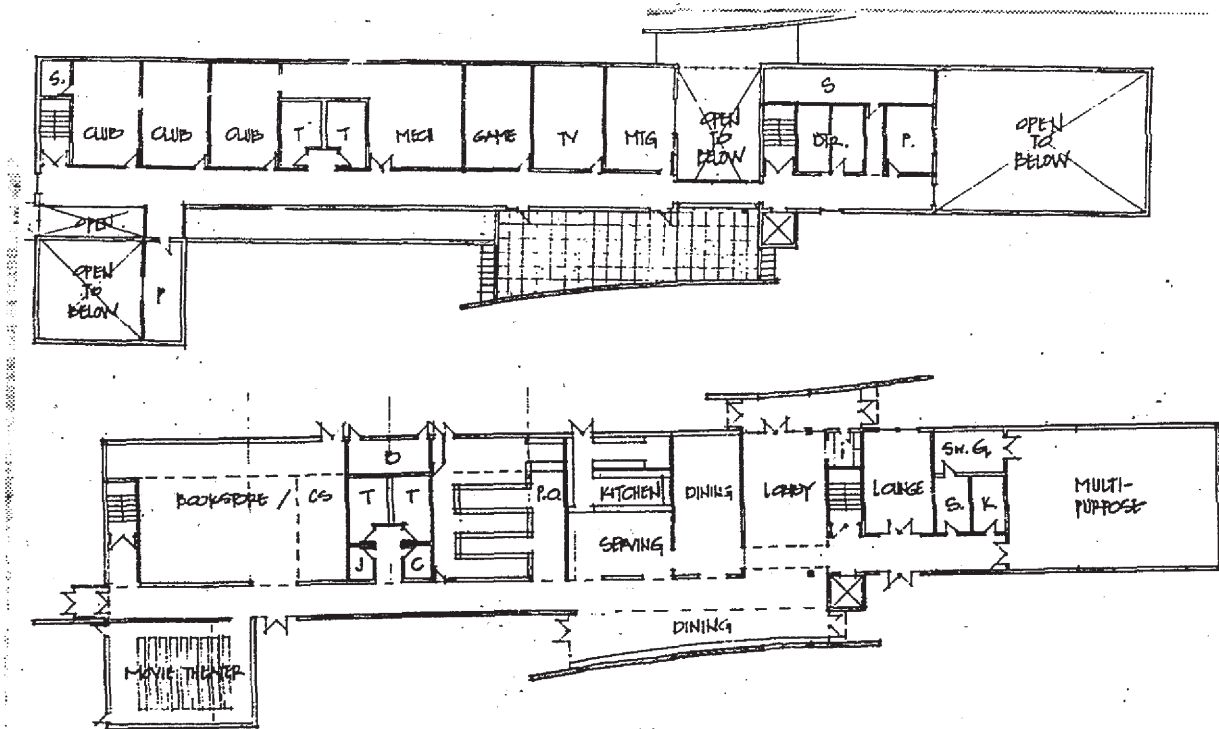 S.
CLUB
CLUB
CLUB
T
T
MECH
GAME
TV
MTG
OPEN
TO
BELOW
S
DIR.
P.
OPEN
TO
BELOW
OPEN
OPEN
TO
BELOW
P
BOOKSTORE / CS
T
T
J
C
P.O.
KITCHEN
SERVING
DINING
LOBBY
LOUNGE
SW. G.
S.
K.
MULTI-
PURPOSE
DINING
MOVIE THEATER